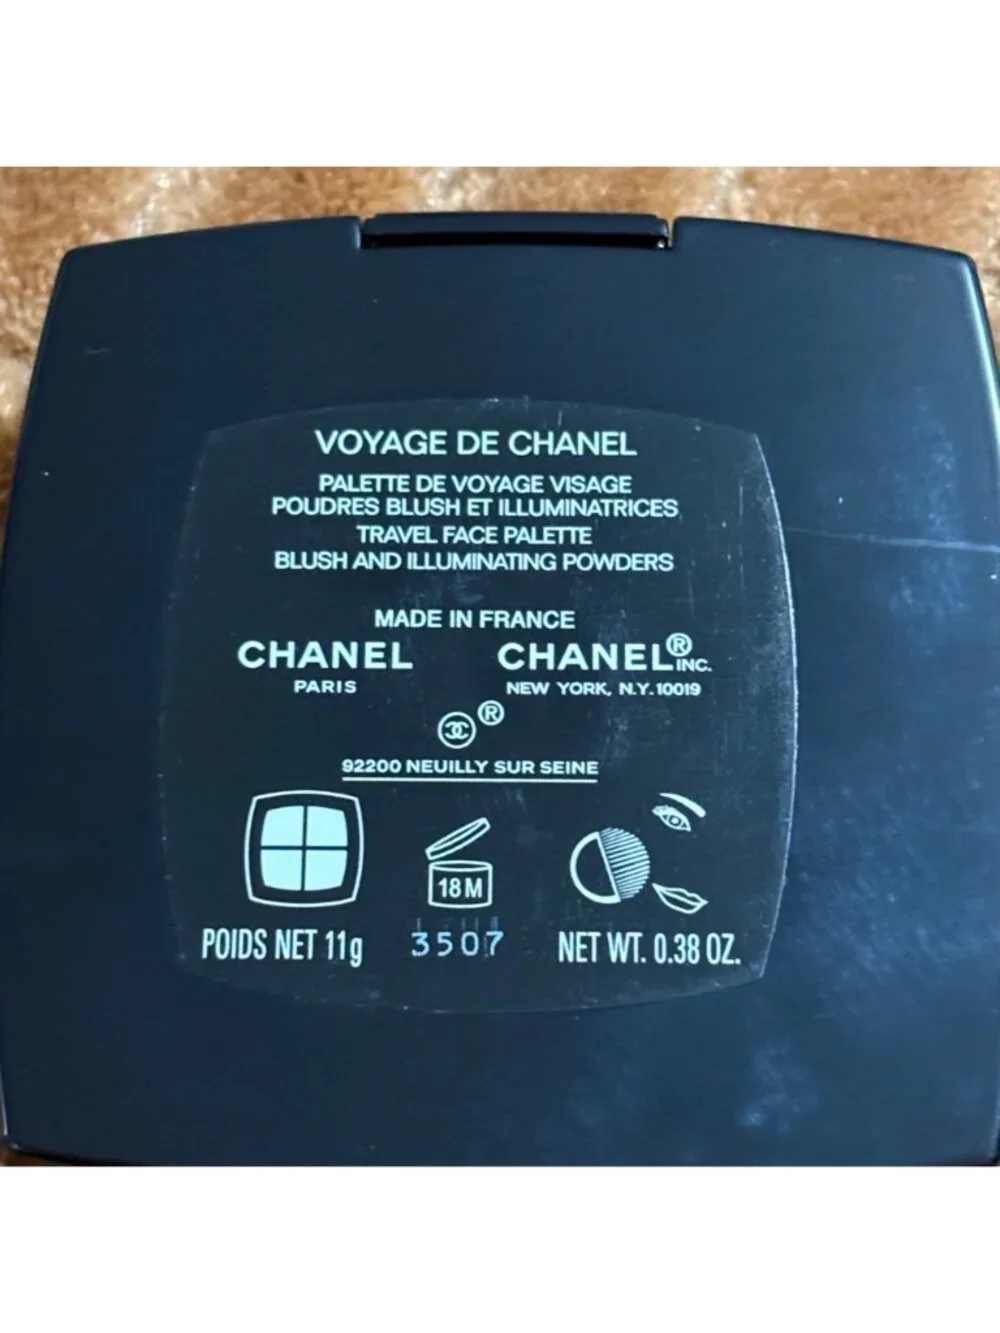 VOYAGE DE CHANEL
PALETTE DE VOYAGE VISAGE
POUDRES BLUSH ET ILLUMINATRICES
TRAVEL FACE PALETTE
BLUSH AND ILLUMINATING POWDERS
MADE IN FRANCE
CHANEL CHANEL® INC.
PARIS NEW YORK, N.Y. 10019
®
92200 NEUILLY SUR SEINE
18M
POIDS NET 11g 3507 NET WT. 0.38 OZ.